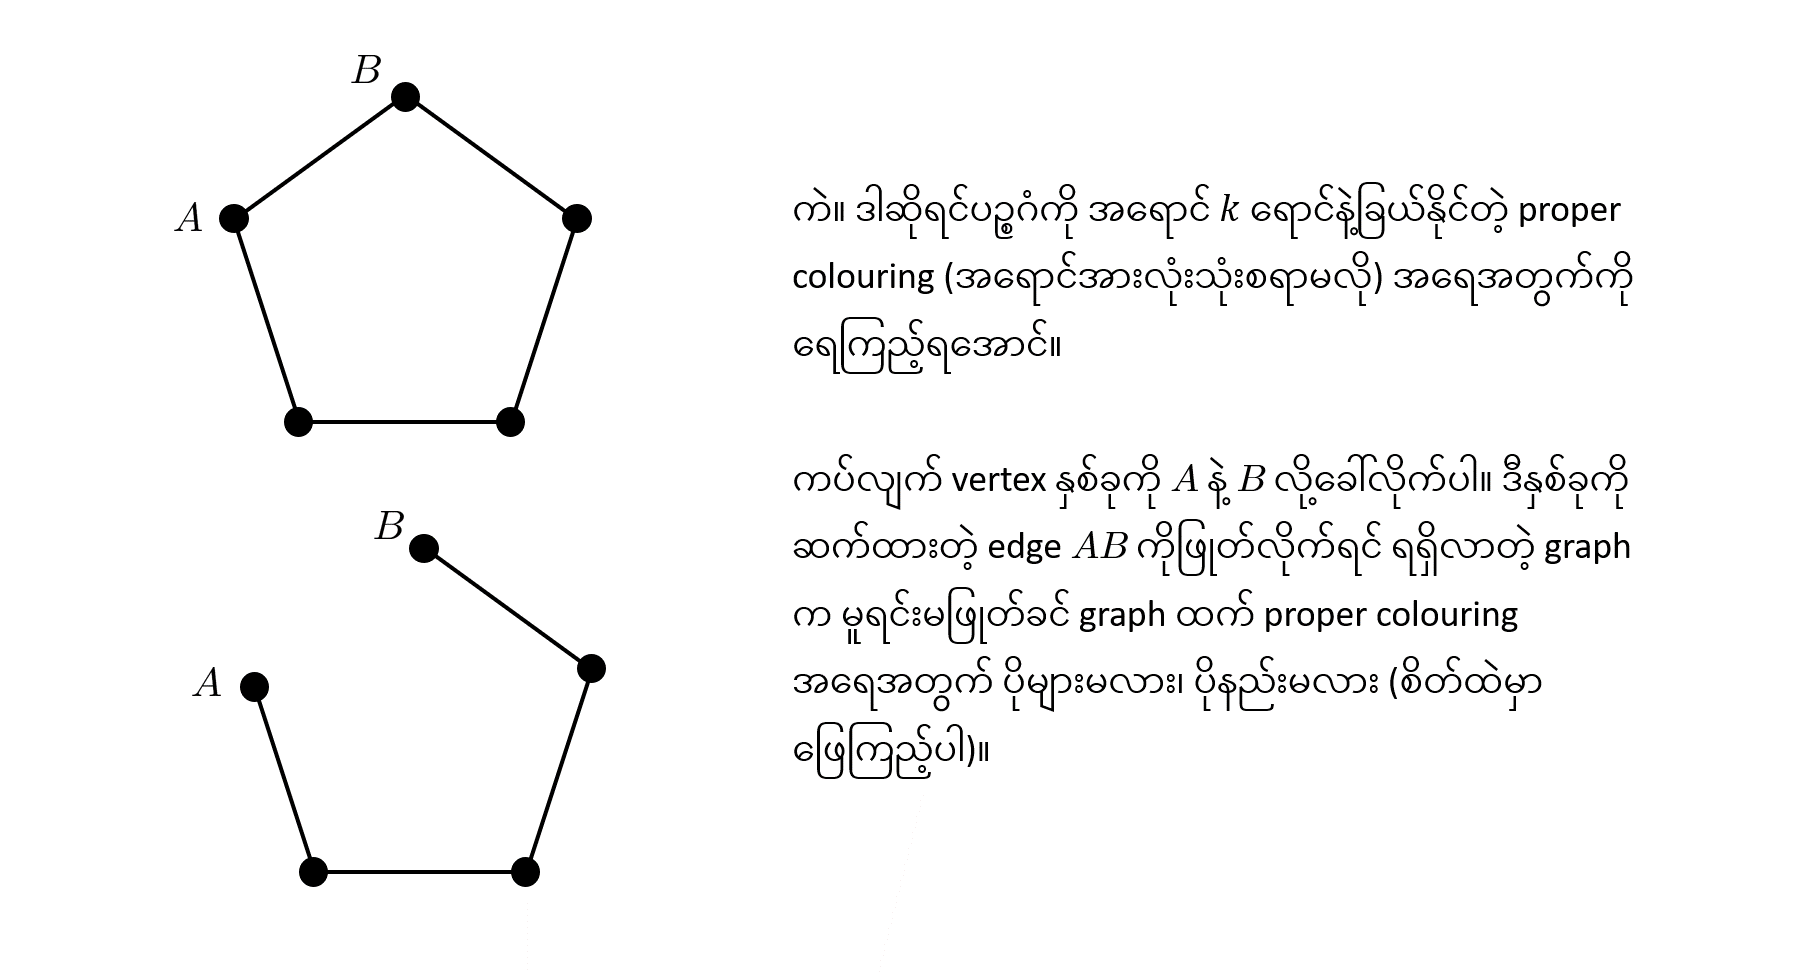 B
A
ကဲ။ ဒါဆိုရင်ပဉ္စဂံကို အရောင် k ရောင်နဲ့ခြယ်နိုင်တဲ့ proper
colouring (အရောင်အားလုံးသုံးစရာမလို) အရေအတွက်ကို
ရေကြည့်ရအောင်။
ကပ်လျက် vertex နှစ်ခုကို A နဲ့ B လို့ခေါ်လိုက်ပါ။ ဒီနှစ်ခုကို
ဆက်ထားတဲ့ edge AB ကိုဖြုတ်လိုက်ရင် ရရှိလာတဲ့ graph
က မူရင်းမဖြုတ်ခင် graph ထက် proper colouring
အရေအတွက် ပိုများမလား၊ ပိုနည်းမလား (စိတ်ထဲမှာ
ဖြေကြည့်ပါ)။
B
A